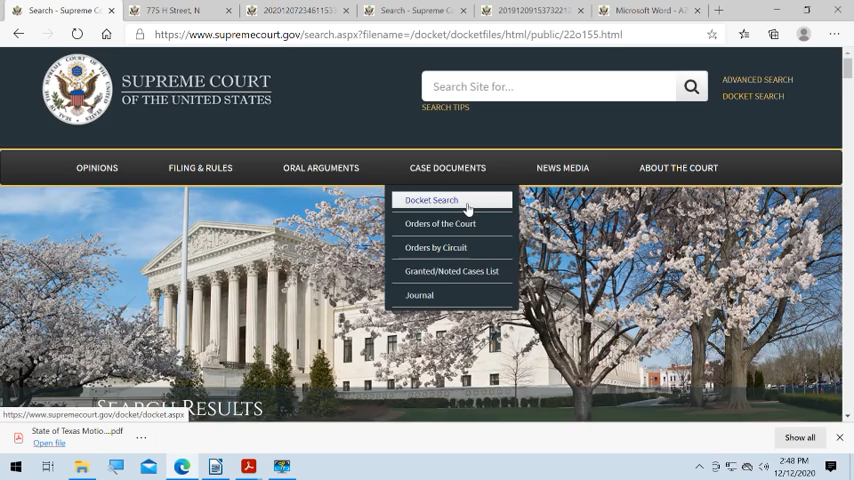 Search - Supreme C
775 H Street, N
20201207234611533
Search - Supreme C
20191209153732217
Microsoft Word - A2
https://www.supremecourt.gov/search.aspx?filename=/docket/docketfiles/html/public/22o155.html
SUPREME COURT
OF THE UNITED STATES
Search Site for...
SEARCH TIPS
ADVANCED SEARCH
DOCKET SEARCH
OPINIONS
FILING & RULES
ORAL ARGUMENTS
CASE DOCUMENTS
NEWS MEDIA
ABOUT THE COURT
Docket Search
Orders of the Court
Orders by Circuit
Granted/Noted Cases List
Journal
SEARCH RESULTS
https://www.supremecourt.gov/docket/docket.aspx
State of Texas Motio....pdf
Open file
Show all
2:48 PM
12/12/2020